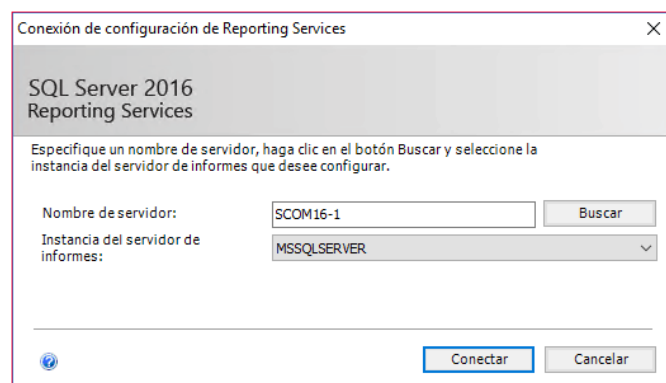 Conexión de configuración de Reporting Services
SQL Server 2016
Reporting Services
Especifique un nombre de servidor, haga clic en el botón Buscar y seleccione la
instancia del servidor de informes que desee configurar.
Nombre de servidor: SCOM16-1 Buscar
Instancia del servidor de
informes: MSSQLSERVER
Conectar Cancelar